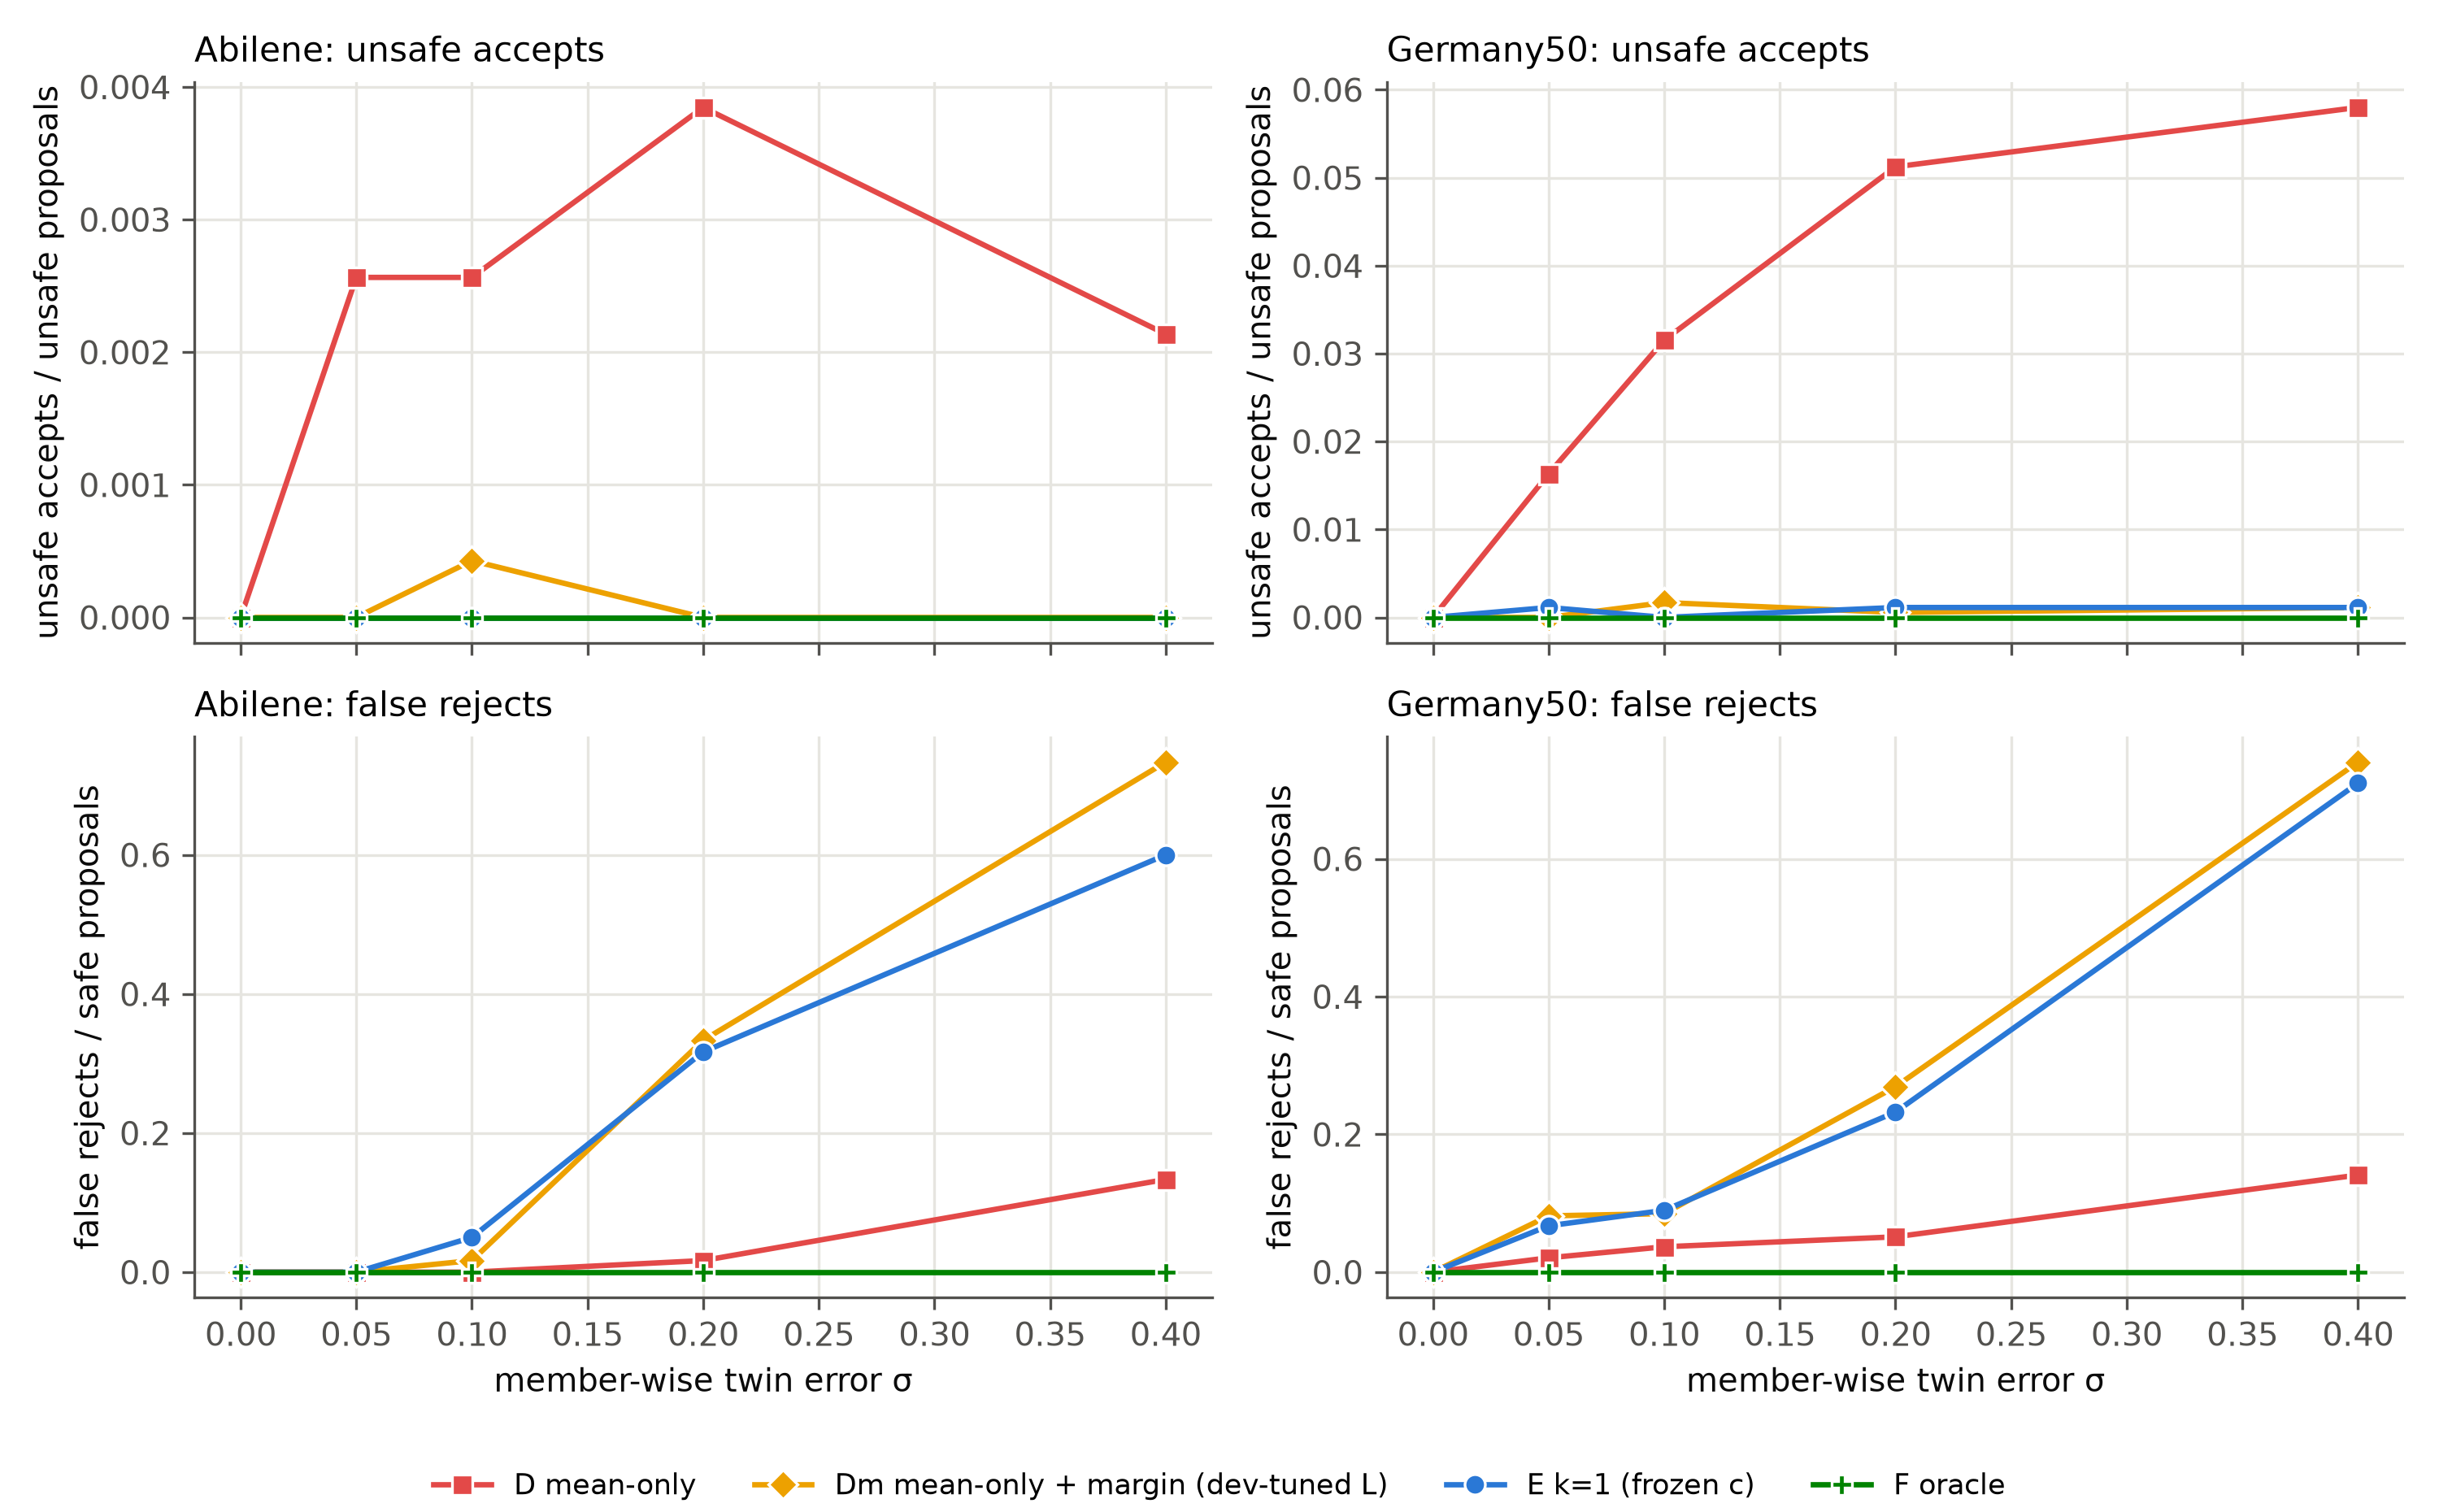 Abilene: unsafe accepts
unsafe accepts / unsafe proposals
0.004
0.003
0.002
0.001
0.000
Germany50: unsafe accepts
unsafe accepts / unsafe proposals
0.06
0.05
0.04
0.03
0.02
0.01
0.00
Abilene: false rejects
false rejects / safe proposals
0.6
0.4
0.2
0.0
0.00 0.05 0.10 0.15 0.20 0.25 0.30 0.35 0.40
member-wise twin error σ
Germany50: false rejects
false rejects / safe proposals
0.6
0.4
0.2
0.0
0.00 0.05 0.10 0.15 0.20 0.25 0.30 0.35 0.40
member-wise twin error σ
D mean-only Dm mean-only + margin (dev-tuned L) E k=1 (frozen c) F oracle